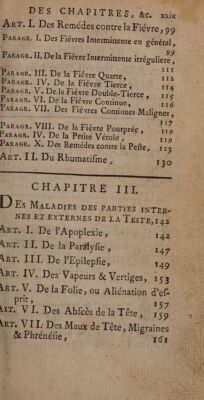 DES CHAPITRES, &c. xxix
ART. I. Des Remédes contre la Fiévre, 99
PARAGR. I. Des Fiévres Intermittente en général,
99
PARAGR. II. De la Fiévre Intermittente irréguliere,
111
PARAGR. III. De la Fiévre Quarte, 112
PARAGR. IV. De la Fiévre Tierce, 114
PARAGR. V. De la Fiévre Double-Tierce, 115
PARAGR. VI. De la Fiévre Continue, 116
PARAGR. VII. Des Fiévres Continues-Malignes,
117
PARAGR. VIII. De la Fiévre Pourprée, 119
PARAGR. IX. De la Petite Vérole, 119
PARAGR. X. Des Remédes contre la Peste, 123
ART. II. Du Rhumatisme, 130
CHAPITRE III.
DES MALADIES DES PARTIES INTER-
NES ET EXTERNES DE LA TESTE, 142
ART. I. De l'Apoplexie, 142
ART. II. De la Paralysie, 147
ART. III. De l'Epilepsie, 149
ART. IV. Des Vapeurs & Vertiges, 153
ART. V. De la Folie, ou Aliénation d'es-
prit, 157
ART. VI. Des Abscès de la Tête, 159
ART. VII. Des Maux de Tête, Migraines
& Phrénésie, 161